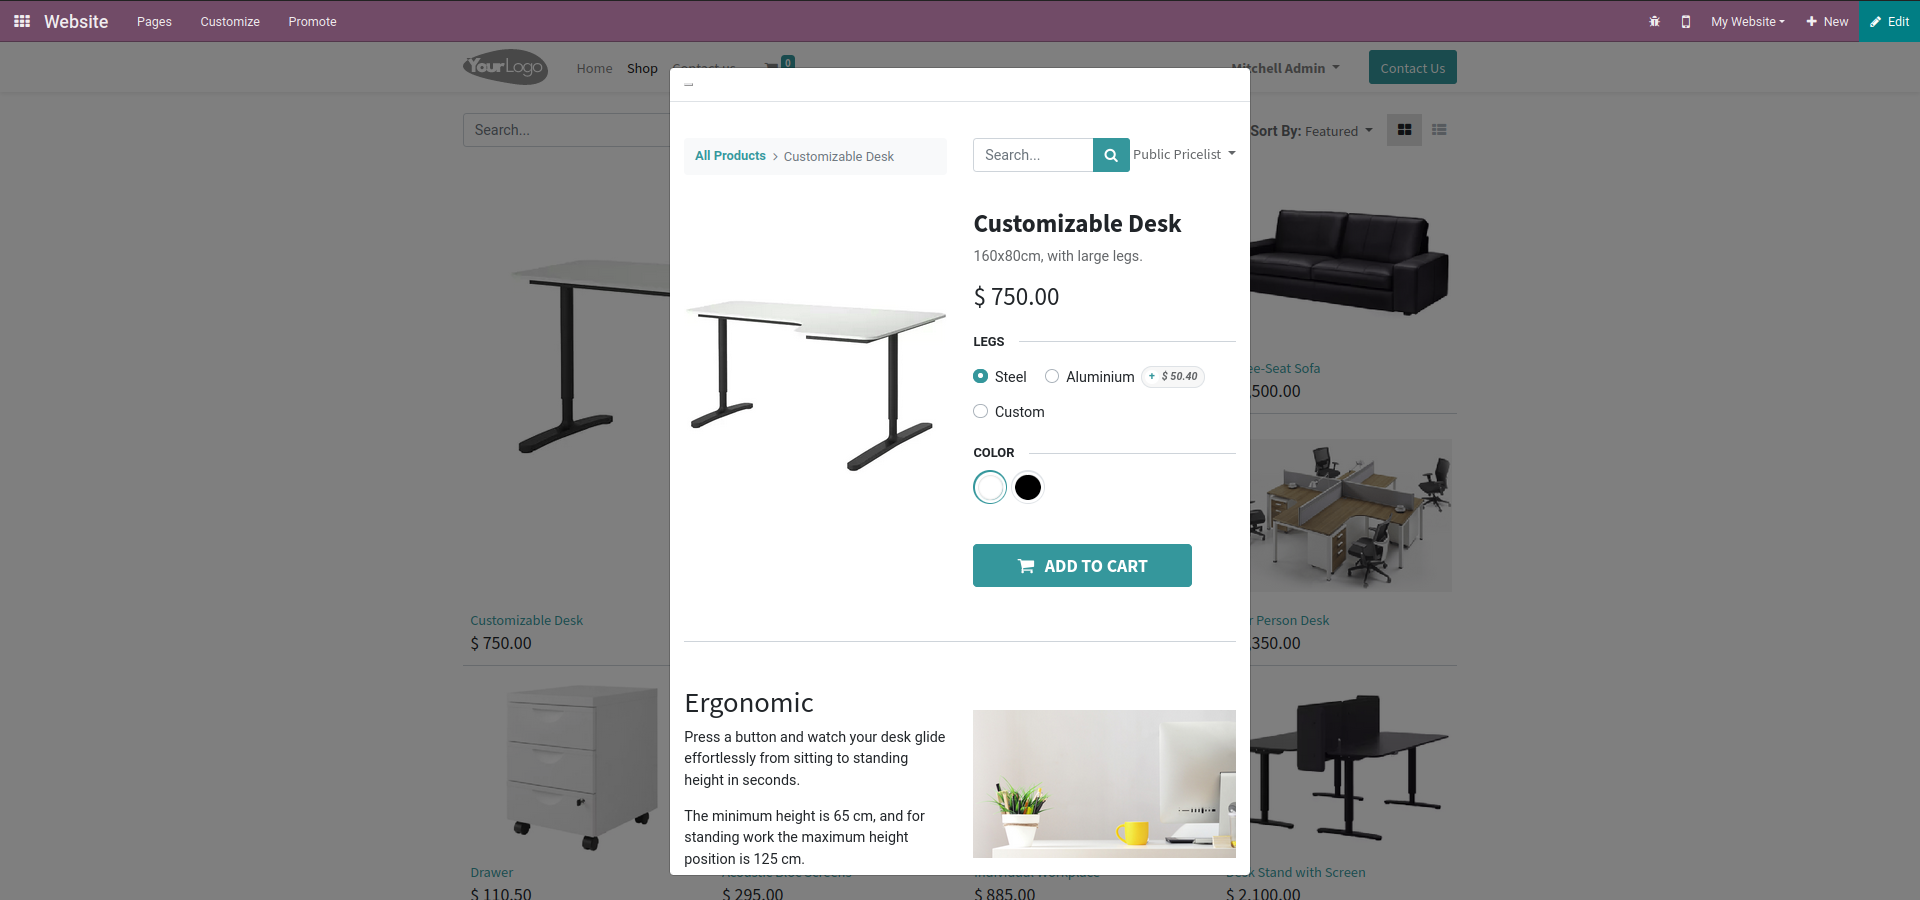 Website Pages Customize Promote My Website New Edit
YourLogo Home Shop Contact us 0 Mitchell Admin Contact Us
Search... Sort By: Featured
All Products > Customizable Desk
Search... Public Pricelist
Customizable Desk
160x80cm, with large legs.
$ 750.00
LEGS
Steel Aluminium + $ 50.40
Custom
COLOR
ADD TO CART
Ergonomic
Press a button and watch your desk glide
effortlessly from sitting to standing
height in seconds.
The minimum height is 65 cm, and for
standing work the maximum height
position is 125 cm.
Customizable Desk
$ 750.00
ee-Seat Sofa
500.00
Person Desk
350.00
Drawer
$ 110.50
$ 295.00
$ 885.00
Desk Stand with Screen
$ 2,100.00